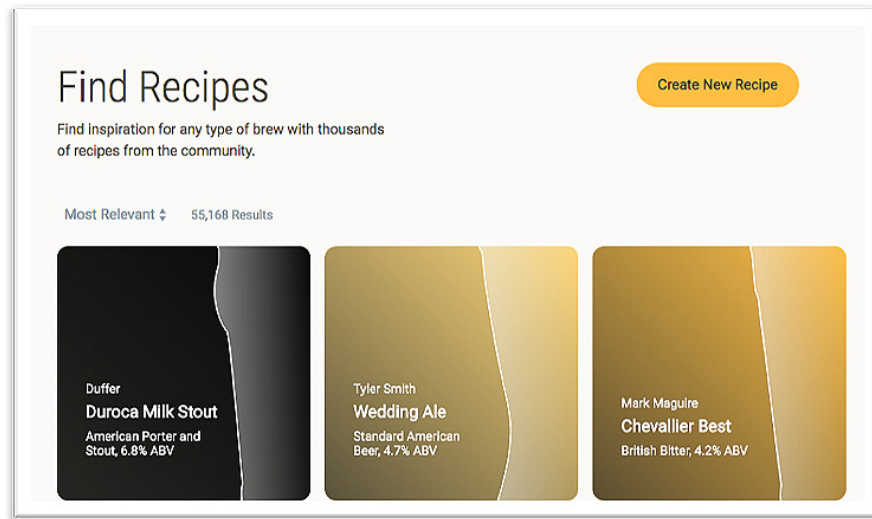 Find Recipes
Create New Recipe
Find inspiration for any type of brew with thousands
of recipes from the community.
Most Relevant
55,168 Results
Duffer
Duroca Milk Stout
American Porter and
Stout, 6.8% ABV
Tyler Smith
Wedding Ale
Standard American
Beer, 4.7% ABV
Mark Maguire
Chevallier Best
British Bitter, 4.2% ABV